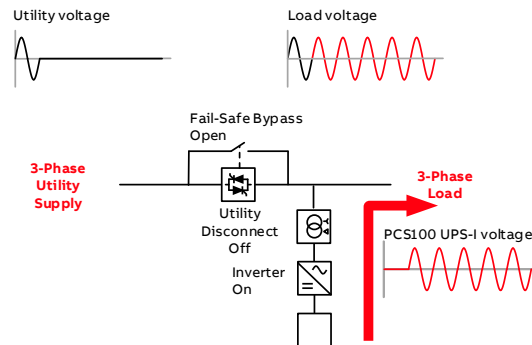 Utility voltage
Load voltage
Fail-Safe Bypass
Open
3-Phase
Utility
Supply
3-Phase
Load
Utility
Disconnect
Off
PCS100 UPS-I voltage
Inverter
On